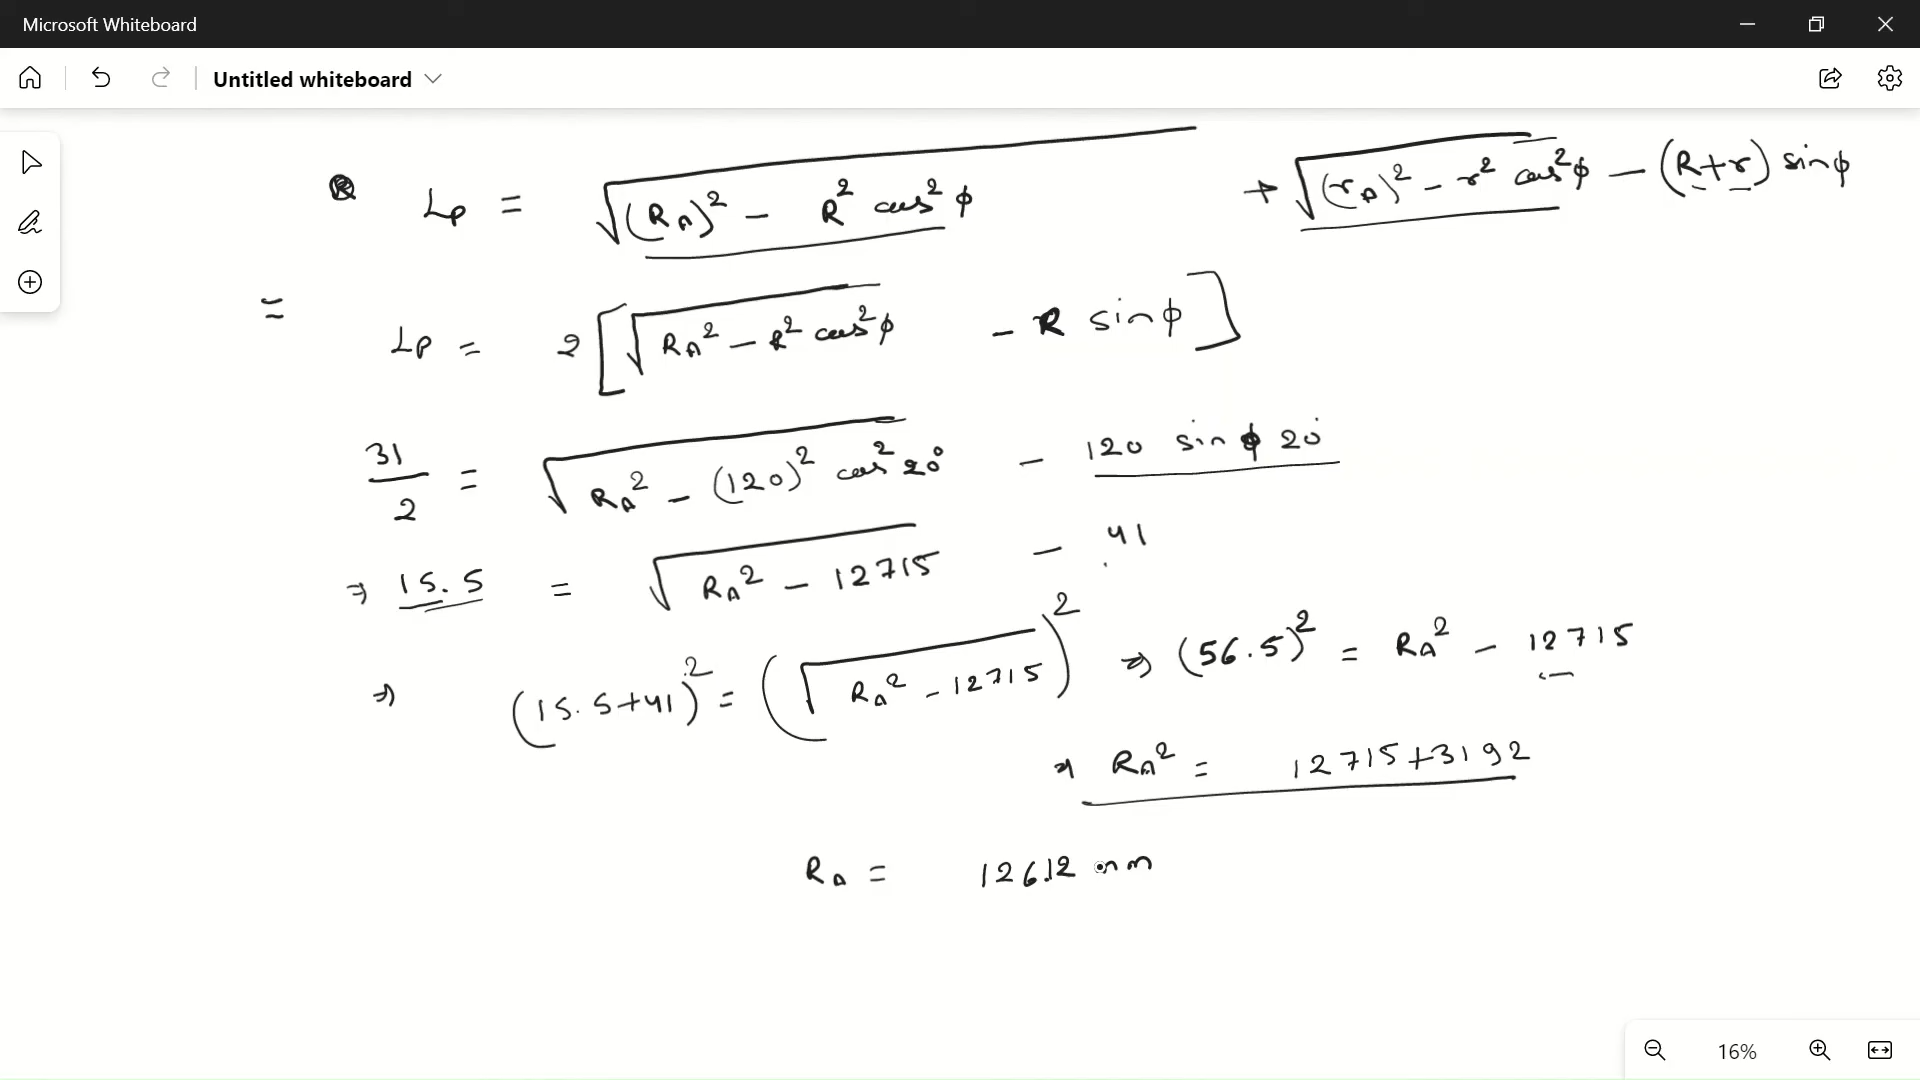 Microsoft Whiteboard
Untitled whiteboard
Lp = √((RA)² − R² cos²φ) + √((rA)² − r² cos²φ) − (R+r) sinφ
=
Lp = 2[√(RA² − R² cos²φ) − R sinφ]
31/2 = √(RA² − (120)² cos² 20°) − 120 sin 20°
⇒ 15.5 = √(RA² − 12715) − 41
⇒ (15.5+41)² = (√(RA² − 12715))² ⇒ (56.5)² = RA² − 12715
⇒ RA² = 12715+3192
RA = 126.12 mm
16%